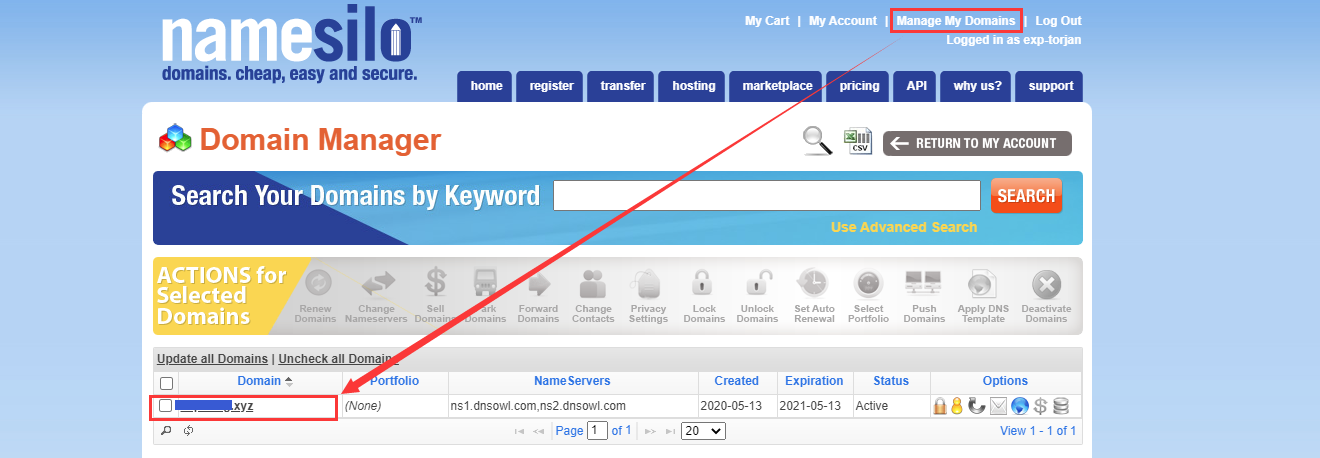 My Cart | My Account | Manage My Domains | Log Out
Logged in as exp-torjan
namesilo™
domains. cheap, easy and secure.
home register transfer hosting marketplace pricing API why us? support
Domain Manager
CSV
RETURN TO MY ACCOUNT
Search Your Domains by Keyword
SEARCH
Use Advanced Search
ACTIONS for
Selected
Domains
Renew Domains
Change Nameservers
Sell
Domains
Forward Domains
Change Contacts
Privacy Settings
Lock Domains
Unlock Domains
Set Auto Renewal
Select Portfolio
Push Domains
Apply DNS Template
Deactivate Domains
Update all Domains | Uncheck all Domain
Domain Portfolio NameServers Created Expiration Status Options
.xyz (None) ns1.dnsowl.com,ns2.dnsowl.com 2020-05-13 2021-05-13 Active
Page 1 of 1 20 View 1 - 1 of 1